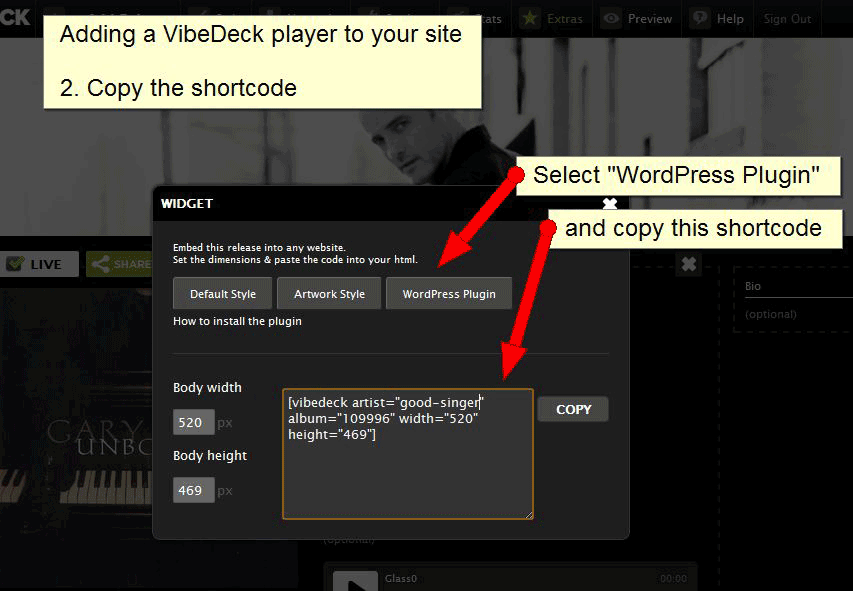 CK
Adding a VibeDeck player to your site
2. Copy the shortcode
Stats
Extras
Preview
Help
Sign Out
Select "WordPress Plugin"
and copy this shortcode
WIDGET
Embed this release into any website.
Set the dimensions & paste the code into your html.
Default Style
Artwork Style
WordPress Plugin
How to install the plugin
LIVE
SHARE
Bio
(optional)
Body width
520 px
Body height
469 px
[vibedeck artist="good-singer"
album="109996" width="520"
height="469"]
COPY
GARY
UNBO
(optional)
Glass0
00:00